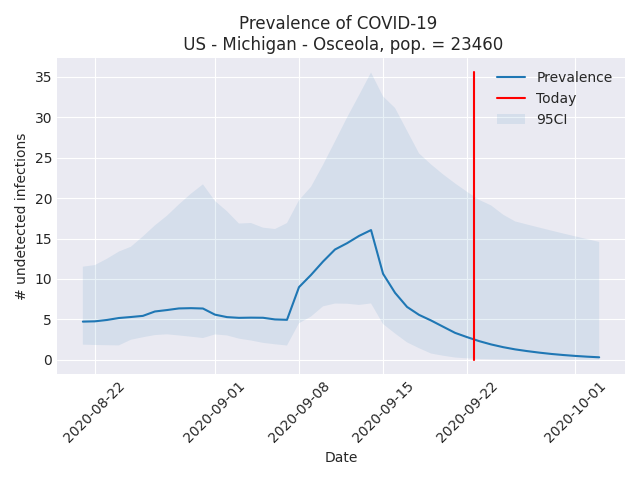 Prevalence of COVID-19
US - Michigan - Osceola, pop. = 23460
Prevalence
Today
95CI
# undetected infections
35
30
25
20
15
10
5
0
2020-08-22
2020-09-01
2020-09-08
2020-09-15
2020-09-22
2020-10-01
Date